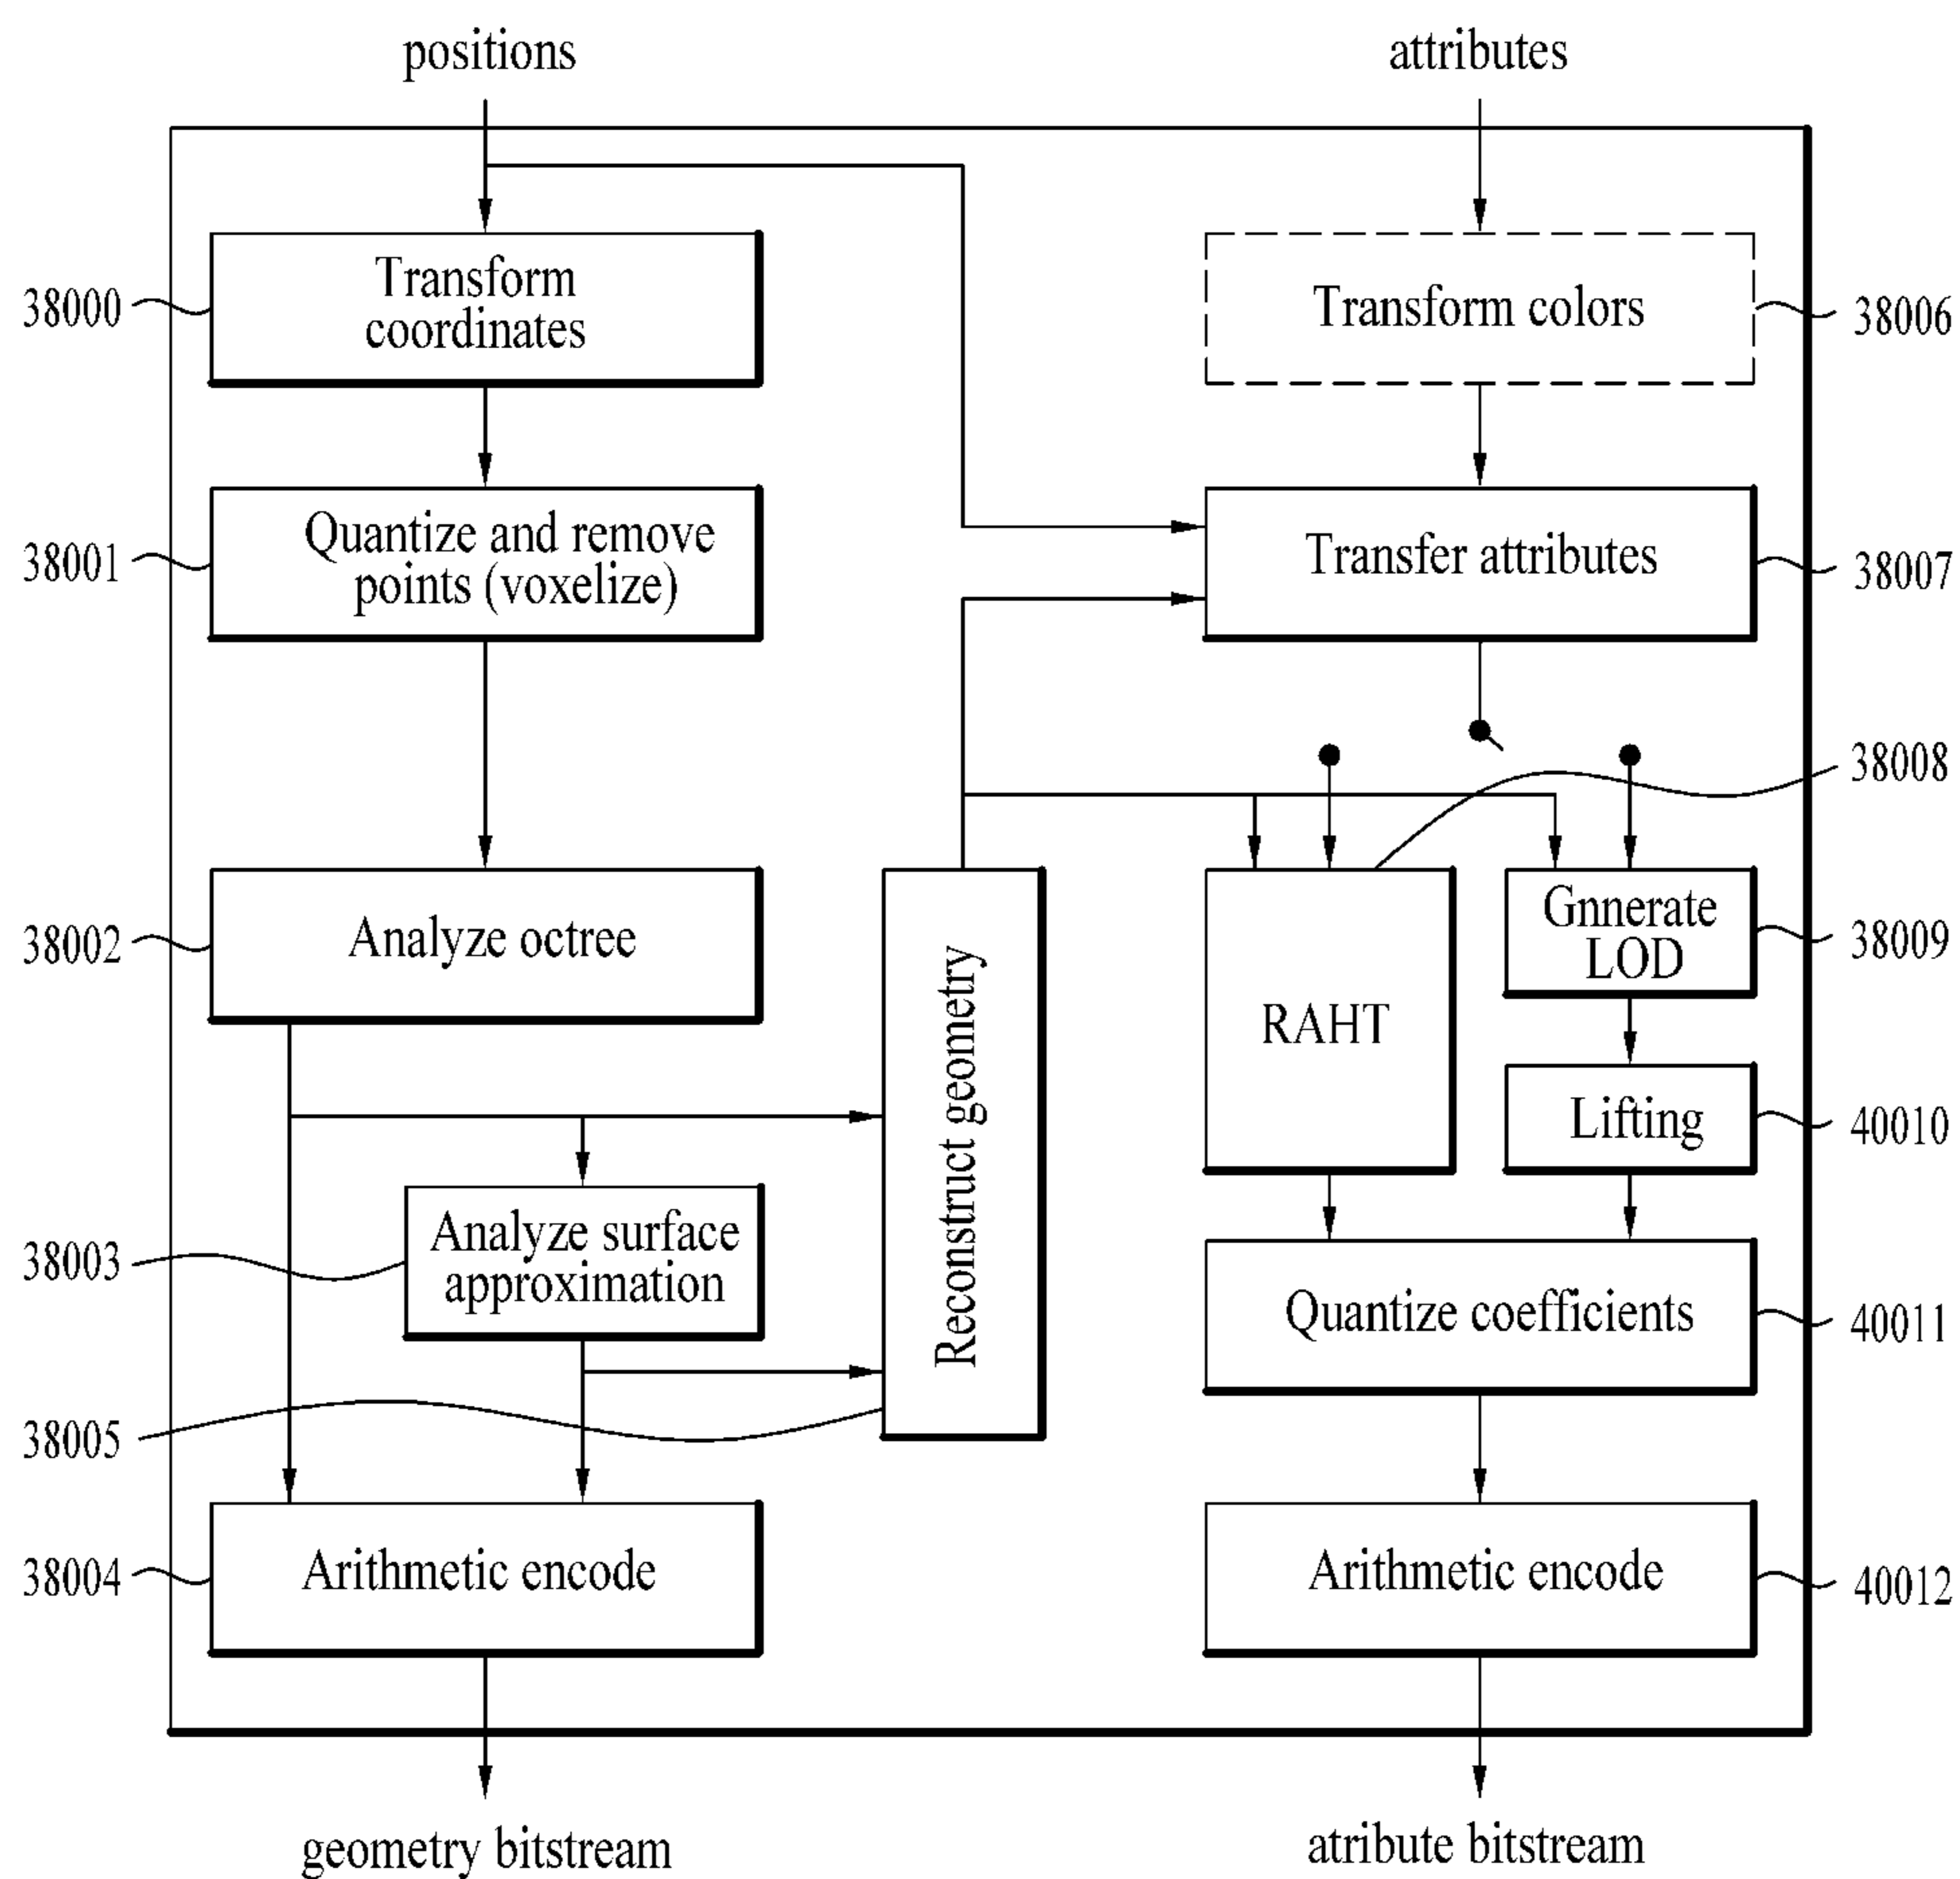 positions
attributes
Transform
coordinates
38000
Transform colors
38006
Quantize and remove
points (voxelize)
38001
Transfer attributes
38007
38008
Analyze octree
38002
Reconstruct geometry
RAHT
Gnnerate
LOD
38009
Lifting
40010
Analyze surface
approximation
38003
Quantize coefficients
40011
38005
Arithmetic encode
38004
Arithmetic encode
40012
geometry bitstream
atribute bitstream